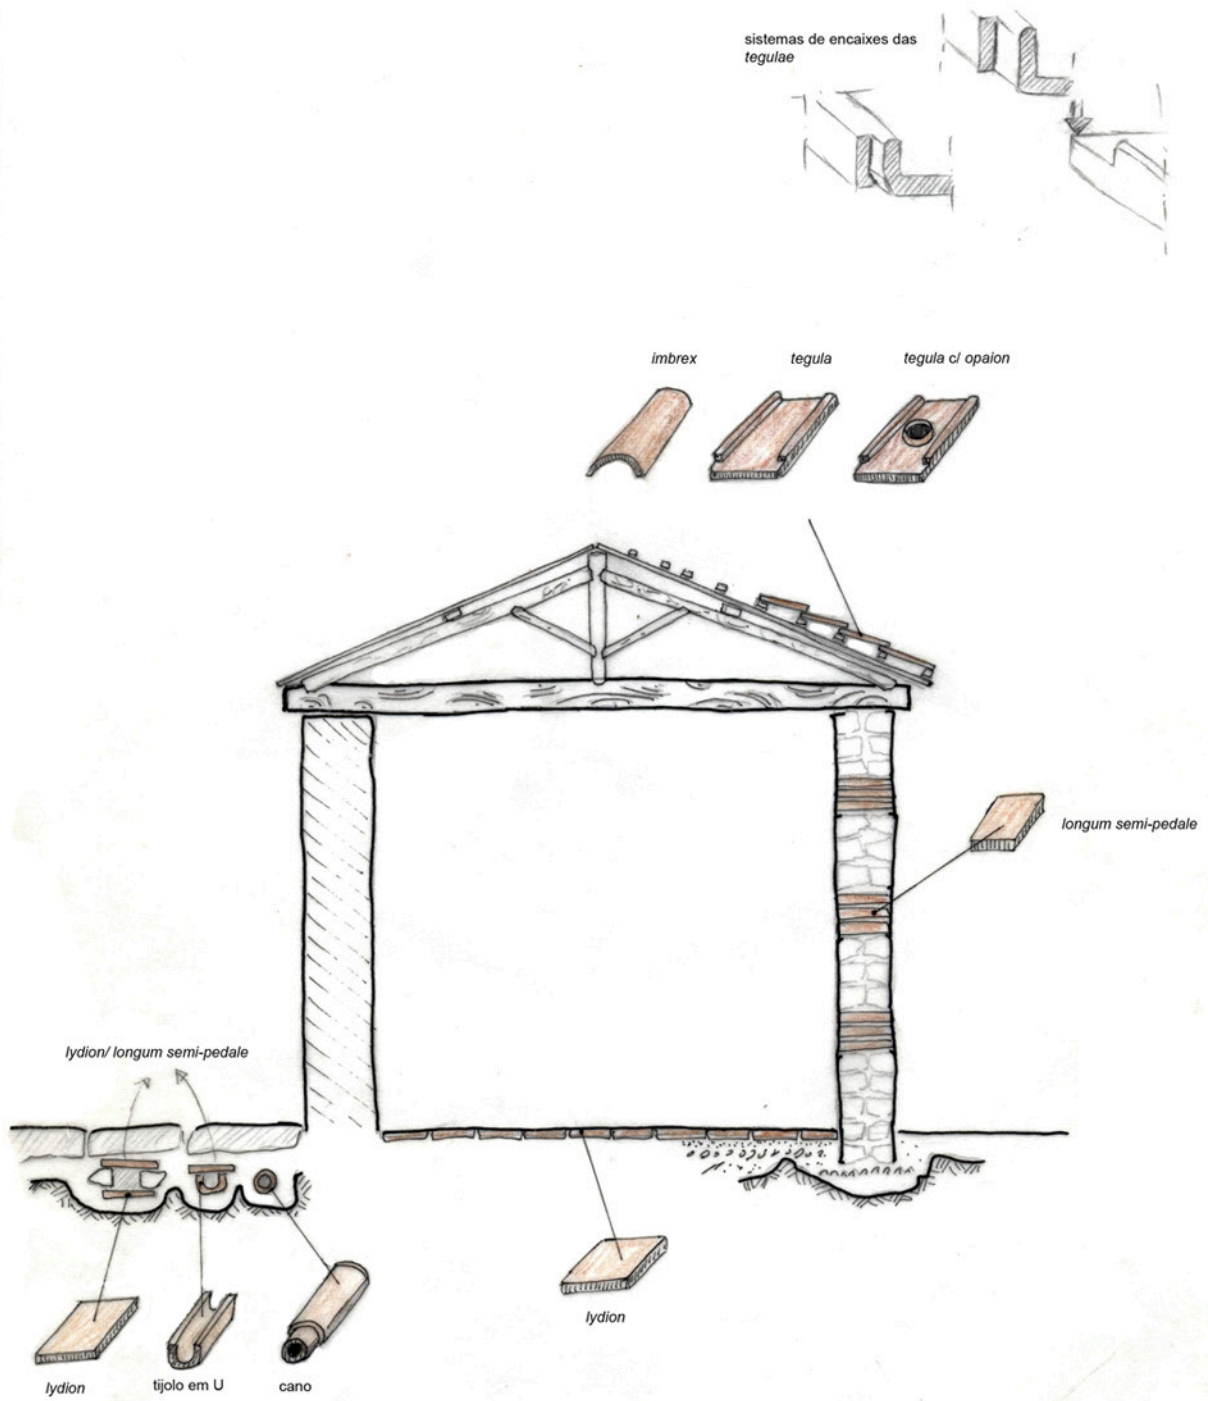 sistemas de encaixes das
tegulae
imbrex
tegula
tegula c/ opaion
longum semi-pedale
lydion/ longum semi-pedale
lydion
lydion
tijolo em U
cano